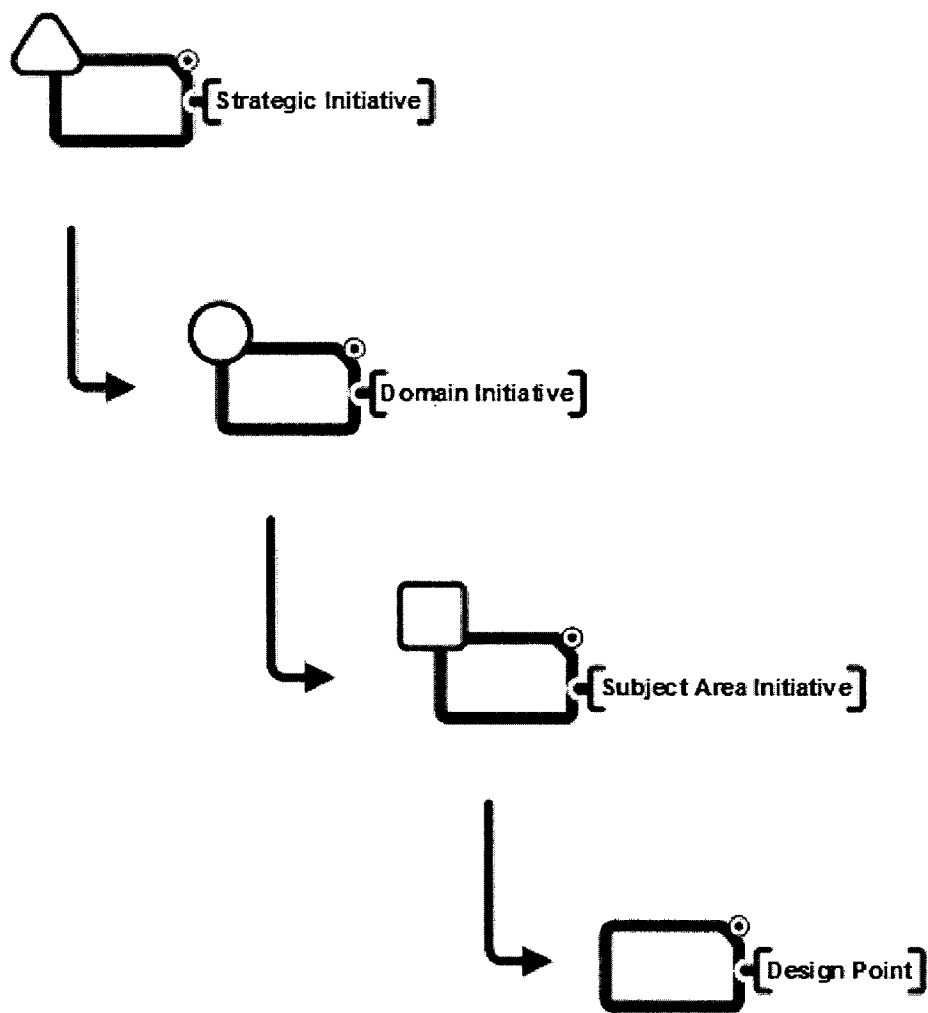 Strategic Initiative
Domain Initiative
Subject Area Initiative
Design Point